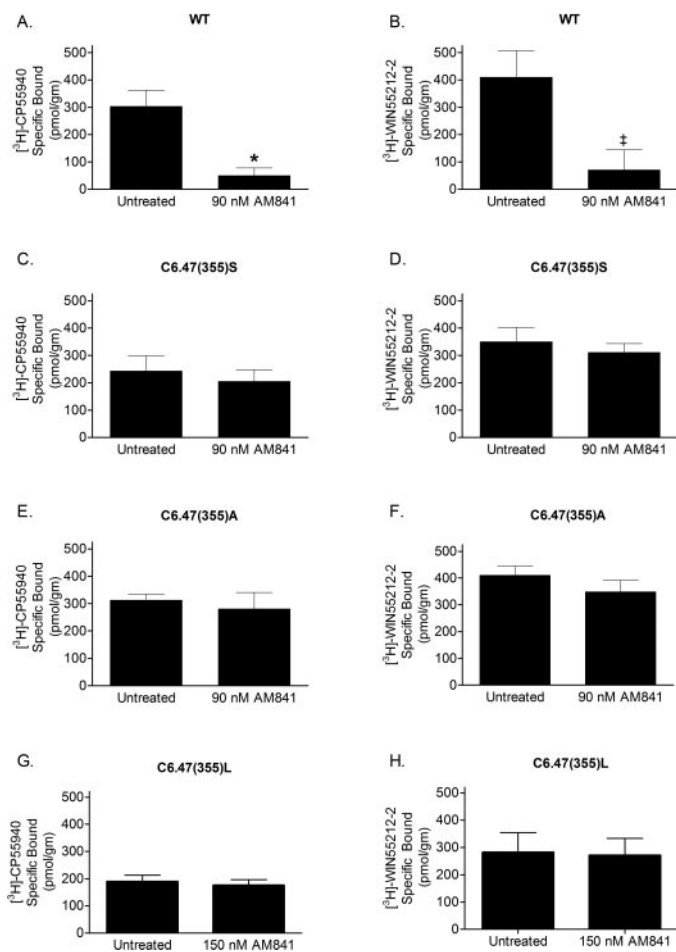 A.
WT
[³H]-CP55940
Specific Bound
(pmol/gm)
500
400
300
200
100
0
*
Untreated
90 nM AM841
B.
WT
[³H]-WIN55212-2
Specific Bound
(pmol/gm)
500
400
300
200
100
0
‡
Untreated
90 nM AM841
C.
C6.47(355)S
[³H]-CP55940
Specific Bound
(pmol/gm)
500
400
300
200
100
0
Untreated
90 nM AM841
D.
C6.47(355)S
[³H]-WIN55212-2
Specific Bound
(pmol/gm)
500
400
300
200
100
0
Untreated
90 nM AM841
E.
C6.47(355)A
[³H]-CP55940
Specific Bound
(pmol/gm)
500
400
300
200
100
0
Untreated
90 nM AM841
F.
C6.47(355)A
[³H]-WIN55212-2
Specific Bound
(pmol/gm)
500
400
300
200
100
0
Untreated
90 nM AM841
G.
C6.47(355)L
[³H]-CP55940
Specific Bound
(pmol/gm)
500
400
300
200
100
0
Untreated
150 nM AM841
H.
C6.47(355)L
[³H]-WIN55212-2
Specific Bound
(pmol/gm)
500
400
300
200
100
0
Untreated
150 nM AM841